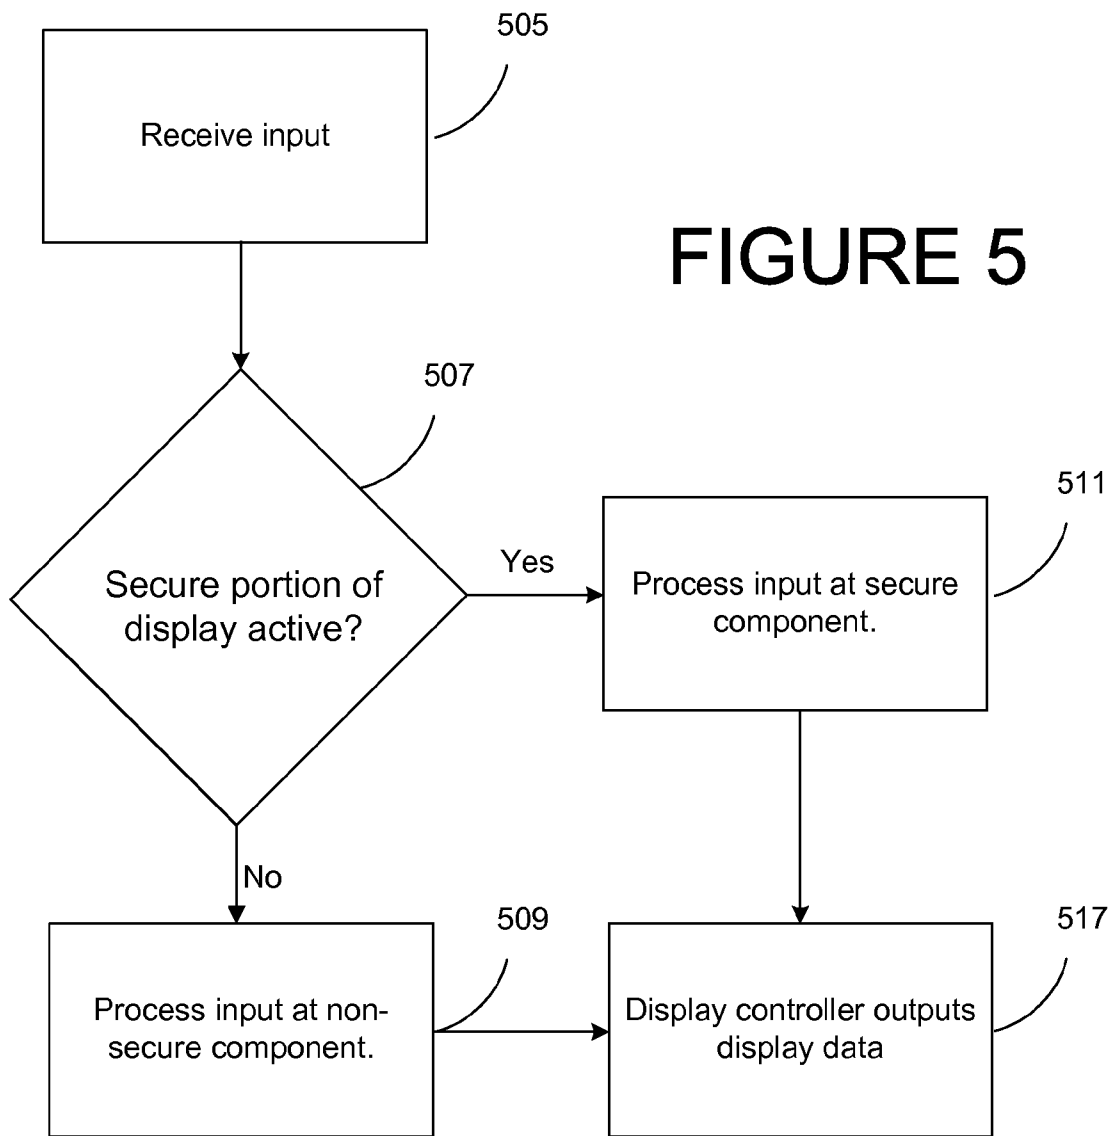 505
Receive input
FIGURE 5
507
511
Yes
Process input at secure
component.
Secure portion of
display active?
No
509
517
Process input at non-
secure component.
Display controller outputs
display data